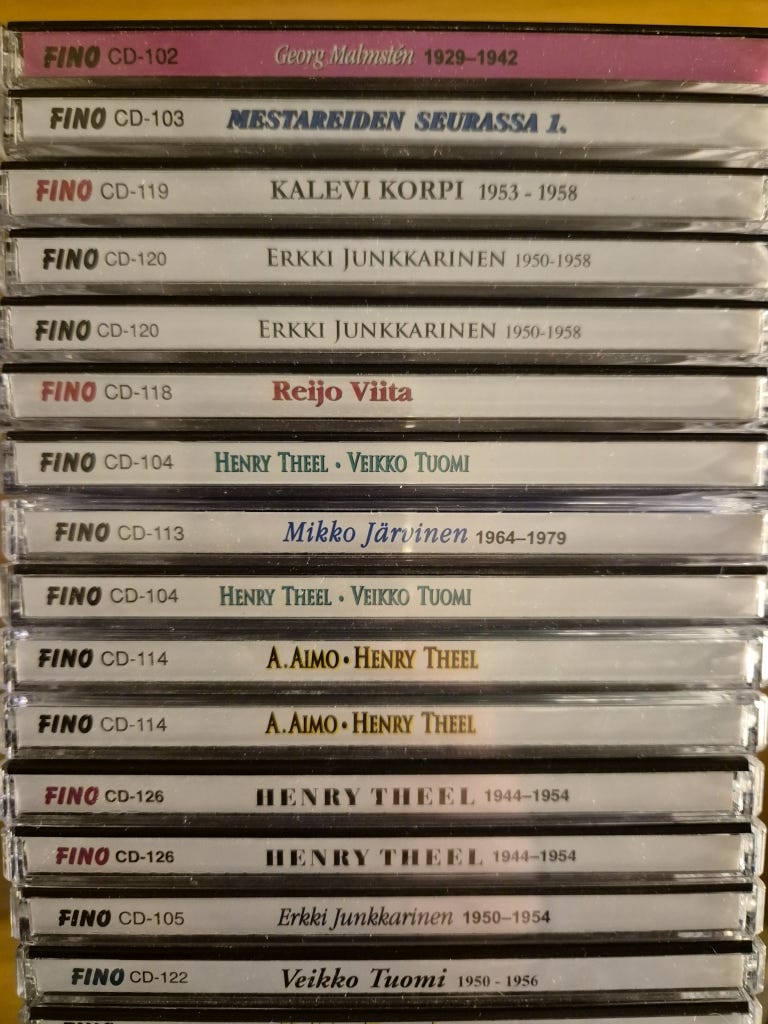 FINO CD-102 Georg Malmstén 1929–1942
FINO CD-103 MESTAREIDEN SEURASSA 1.
FINO CD-119 KALEVI KORPI 1953 - 1958
FINO CD-120 ERKKI JUNKKARINEN 1950-1958
FINO CD-120 ERKKI JUNKKARINEN 1950-1958
FINO CD-118 Reijo Viita
FINO CD-104 HENRY THEEL • VEIKKO TUOMI
FINO CD-113 Mikko Järvinen 1964–1979
FINO CD-104 HENRY THEEL • VEIKKO TUOMI
FINO CD-114 A.AIMO • HENRY THEEL
FINO CD-114 A.AIMO • HENRY THEEL
FINO CD-126 HENRY THEEL 1944–1954
FINO CD-126 HENRY THEEL 1944–1954
FINO CD-105 Erkki Junkkarinen 1950–1954
FINO CD-122 Veikko Tuomi 1950 - 1956